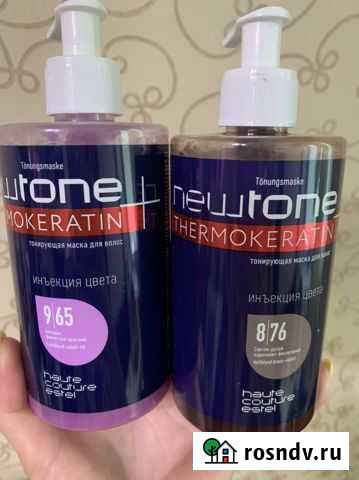 Tönungsmaske
ewtone
MOKERATIN
тонирующая маска для волос
инъекция цвета
9|65
haute
couture
estel
Tönungsmaske
newtone
THERMOKERATIN
тонирующая маска для волос
инъекция цвета
8|76
haute
couture
estel
rosndv.ru